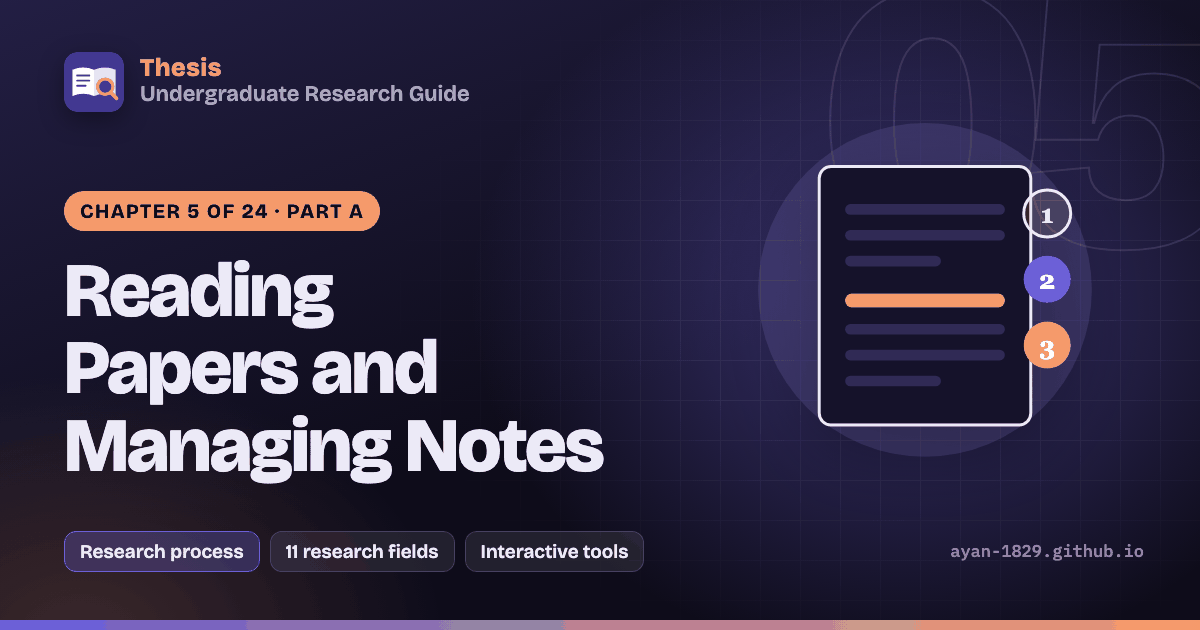 05
Thesis
Undergraduate Research Guide
CHAPTER 5 OF 24 · PART A
Reading
Papers and
Managing Notes
1
2
3
Research process
11 research fields
Interactive tools
ayan-1829.github.io